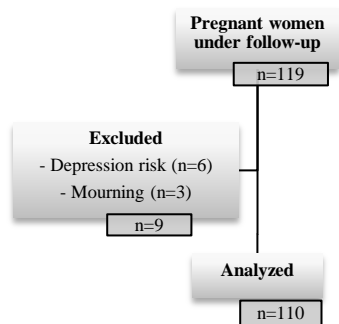 Pregnant women
under follow-up
n=119
Excluded
- Depression risk (n=6)
- Mourning (n=3)
n=9
Analyzed
n=110